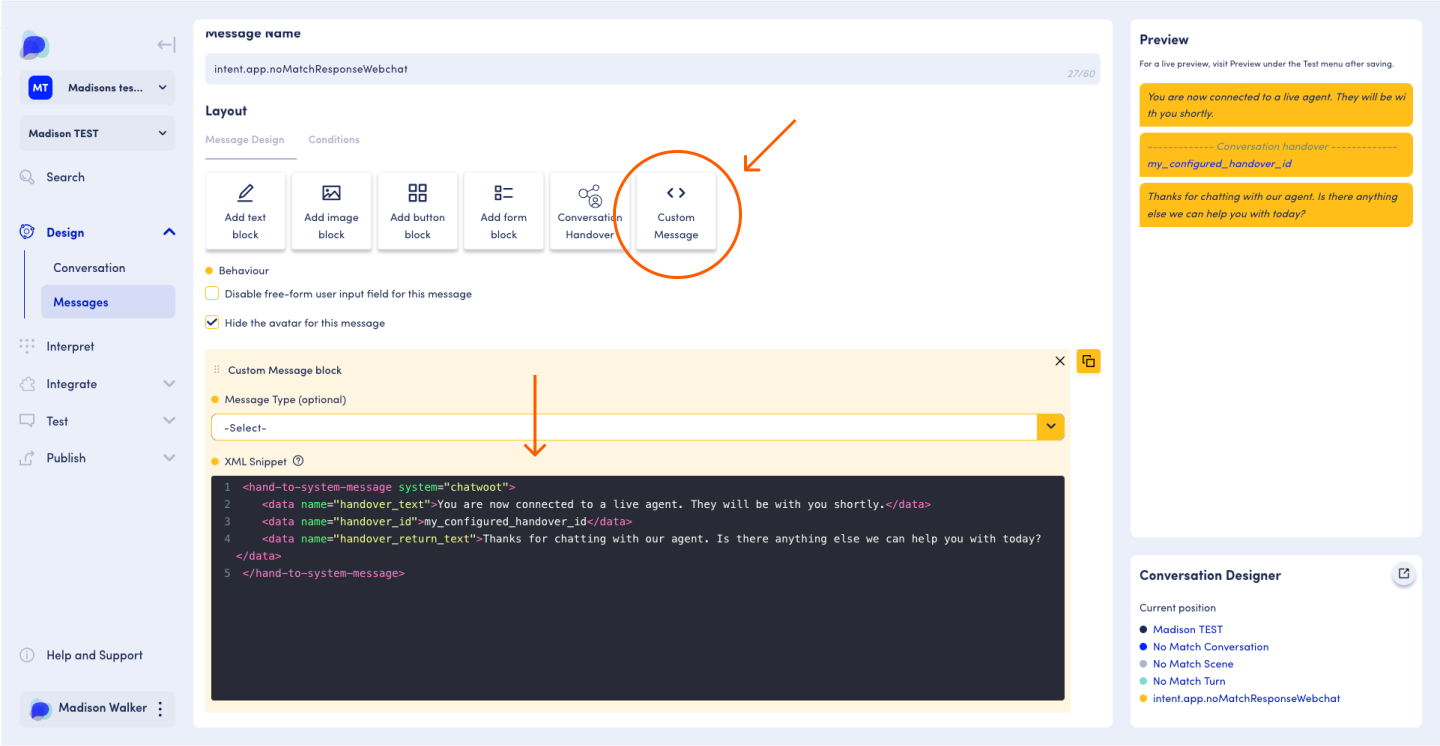 MT Madisons tes...
Madison TEST
Search
Design
Conversation
Messages
Interpret
Integrate
Test
Publish
Help and Support
Madison Walker
Message Name
intent.app.noMatchResponseWebchat
27/60
Layout
Message Design Conditions
Add text
block
Add image
block
Add button
block
Add form
block
Conversation
Handover
Custom
Message
Behaviour
Disable free-form user input field for this message
Hide the avatar for this message
Custom Message block
Message Type (optional)
-Select-
XML Snippet
1 <hand-to-system-message system="chatwoot">
2 <data name="handover_text">You are now connected to a live agent. They will be with you shortly.</data>
3 <data name="handover_id">my_configured_handover_id</data>
4 <data name="handover_return_text">Thanks for chatting with our agent. Is there anything else we can help you with today?
</data>
5 </hand-to-system-message>
Preview
For a live preview, visit Preview under the Test menu after saving.
You are now connected to a live agent. They will be wi
th you shortly.
------------- Conversation handover -------------
my_configured_handover_id
Thanks for chatting with our agent. Is there anything
else we can help you with today?
Conversation Designer
Current position
Madison TEST
No Match Conversation
No Match Scene
No Match Turn
intent.app.noMatchResponseWebchat